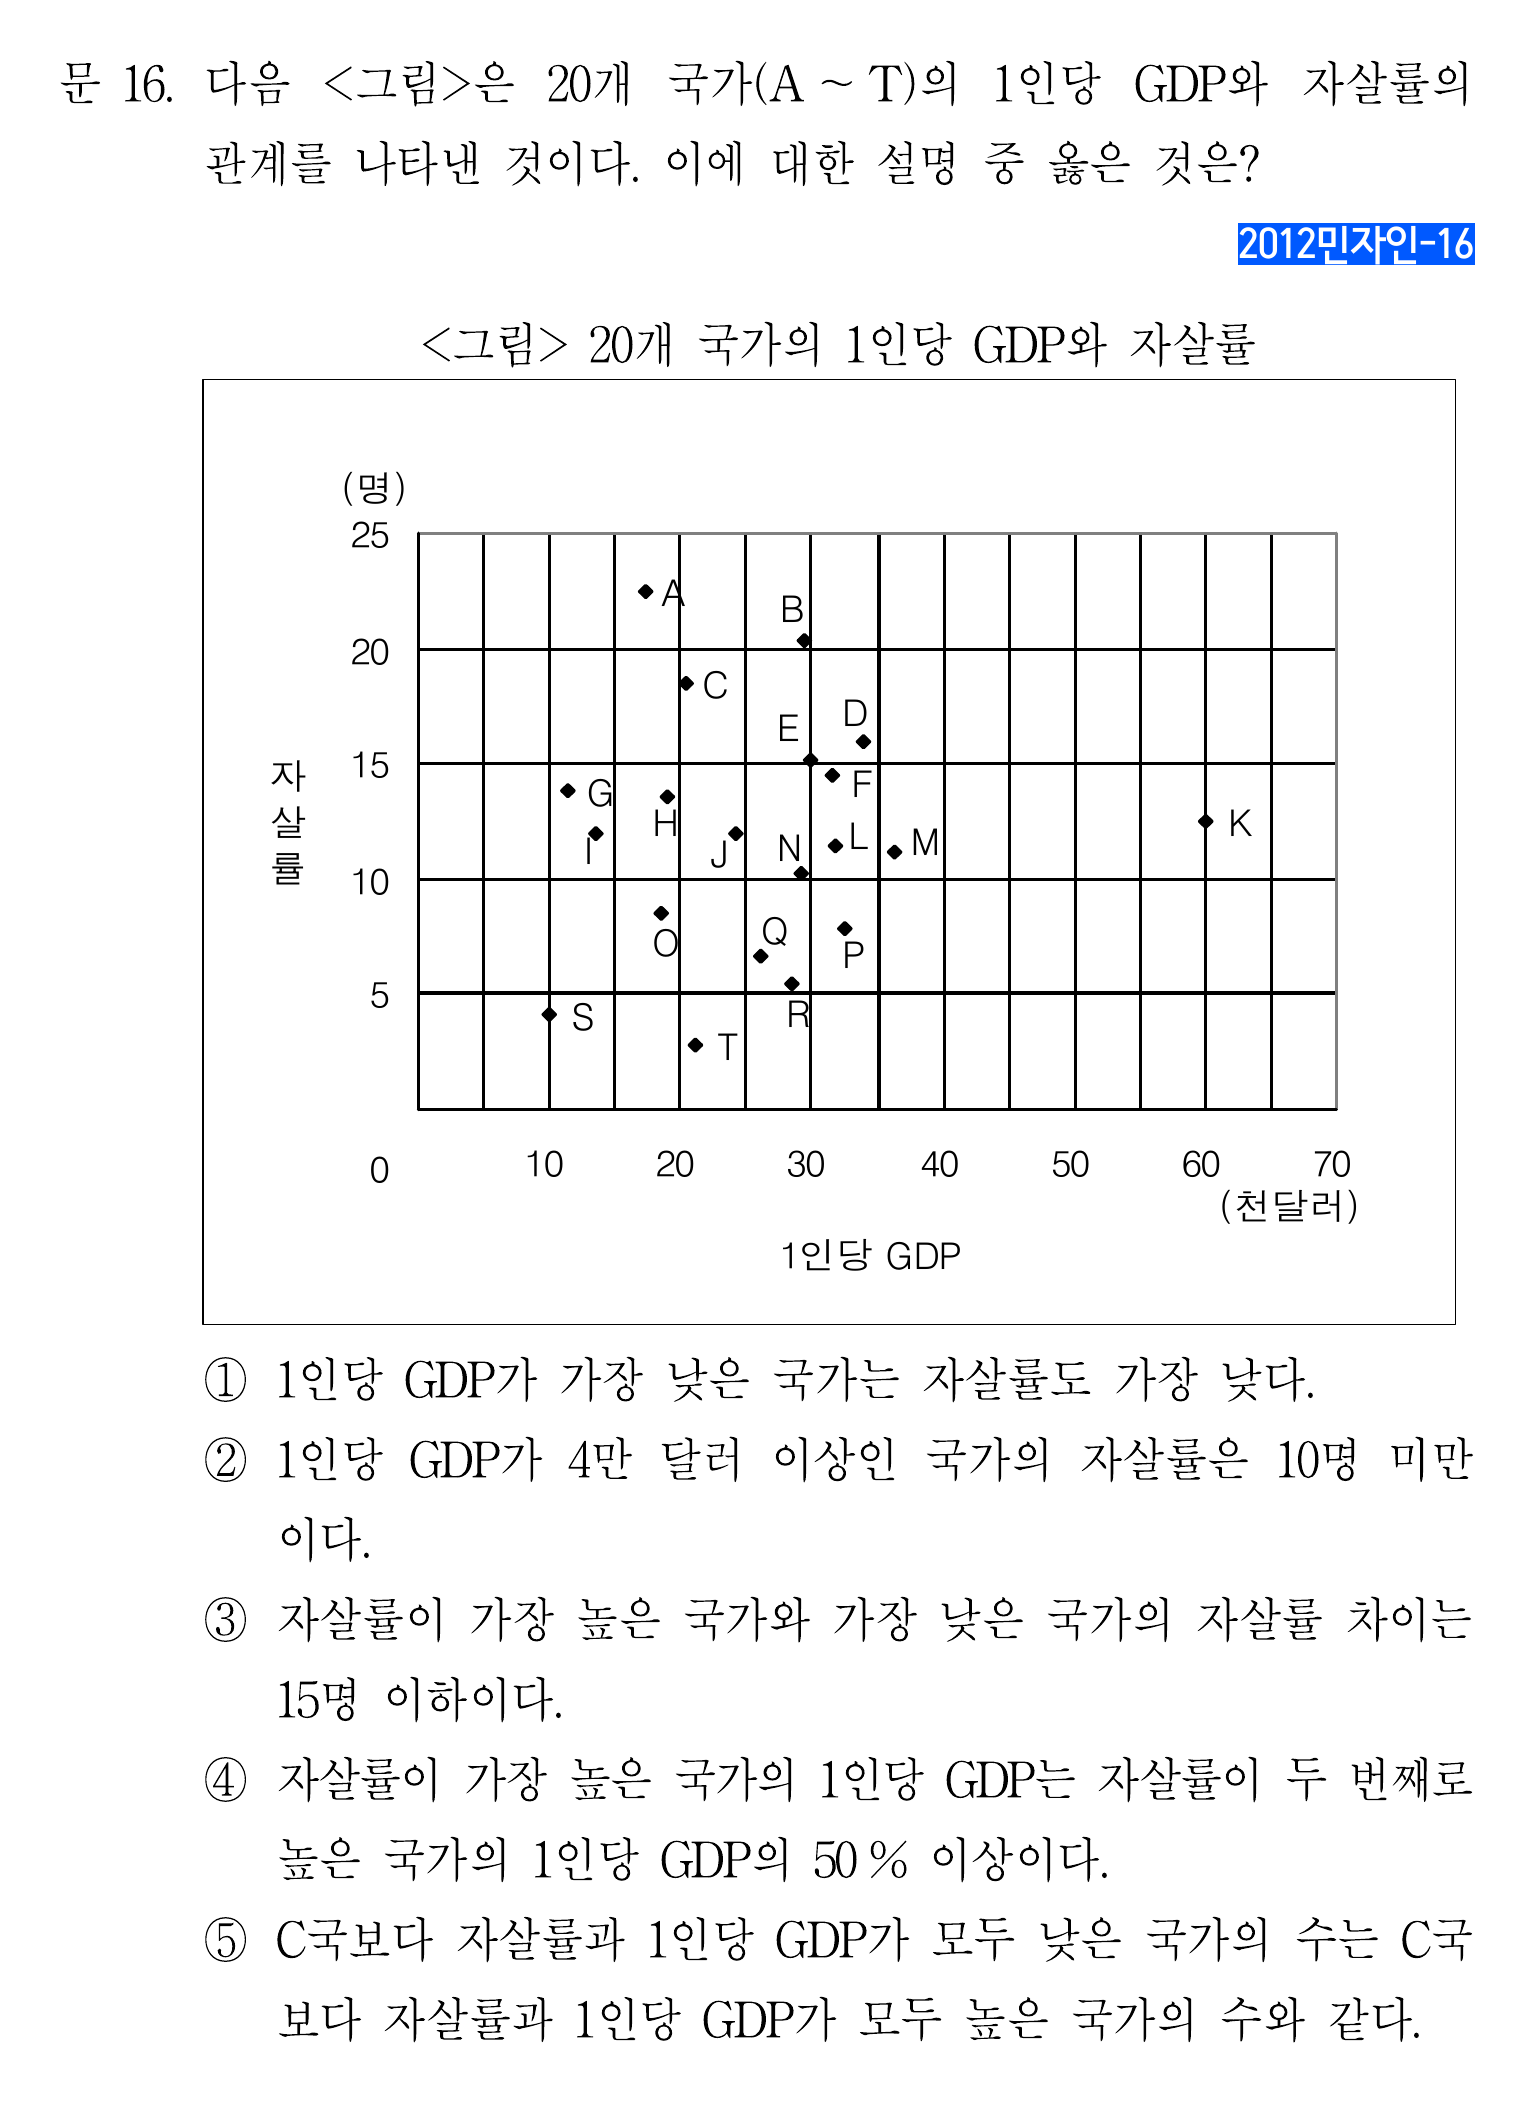 문 16. 다음 <그림>은 20개 국가(A ~ T)의 1인당 GDP와 자살률의
관계를 나타낸 것이다. 이에 대한 설명 중 옳은 것은?
2012민자인-16
<그림> 20개 국가의 1인당 GDP와 자살률
(명)
25
A
B
20
C
D
E
15
F
G
H
K
I
J
N
L
M
자살률
10
O
Q
P
5
S
R
T
0 10 20 30 40 50 60 70
(천달러)
1인당 GDP
① 1인당 GDP가 가장 낮은 국가는 자살률도 가장 낮다.
② 1인당 GDP가 4만 달러 이상인 국가의 자살률은 10명 미만
이다.
③ 자살률이 가장 높은 국가와 가장 낮은 국가의 자살률 차이는
15명 이하이다.
④ 자살률이 가장 높은 국가의 1인당 GDP는 자살률이 두 번째로
높은 국가의 1인당 GDP의 50 % 이상이다.
⑤ C국보다 자살률과 1인당 GDP가 모두 낮은 국가의 수는 C국
보다 자살률과 1인당 GDP가 모두 높은 국가의 수와 같다.